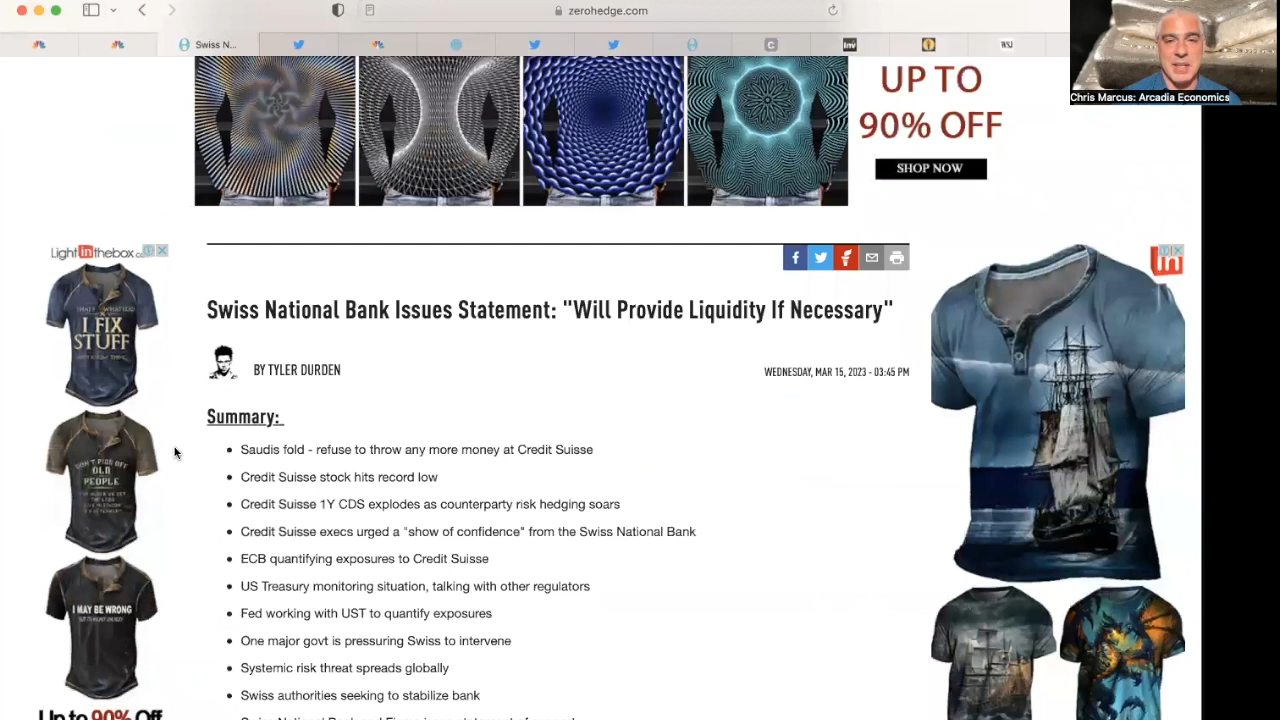 zerohedge.com
Swiss N...
Inv
WSJ
Chris Marcus: Arcadia Economics
UP TO
90% OFF
SHOP NOW
Lightinthebox.c
in
Swiss National Bank Issues Statement: "Will Provide Liquidity If Necessary"
BY TYLER DURDEN
WEDNESDAY, MAR 15, 2023 - 03:45 PM
Summary:
Saudis fold - refuse to throw any more money at Credit Suisse
Credit Suisse stock hits record low
Credit Suisse 1Y CDS explodes as counterparty risk hedging soars
Credit Suisse execs urged a "show of confidence" from the Swiss National Bank
ECB quantifying exposures to Credit Suisse
US Treasury monitoring situation, talking with other regulators
Fed working with UST to quantify exposures
One major govt is pressuring Swiss to intervene
Systemic risk threat spreads globally
Swiss authorities seeking to stabilize bank
I FIX
STUFF
OLD
PEOPLE
I MAY BE WRONG
Up to 90% Off